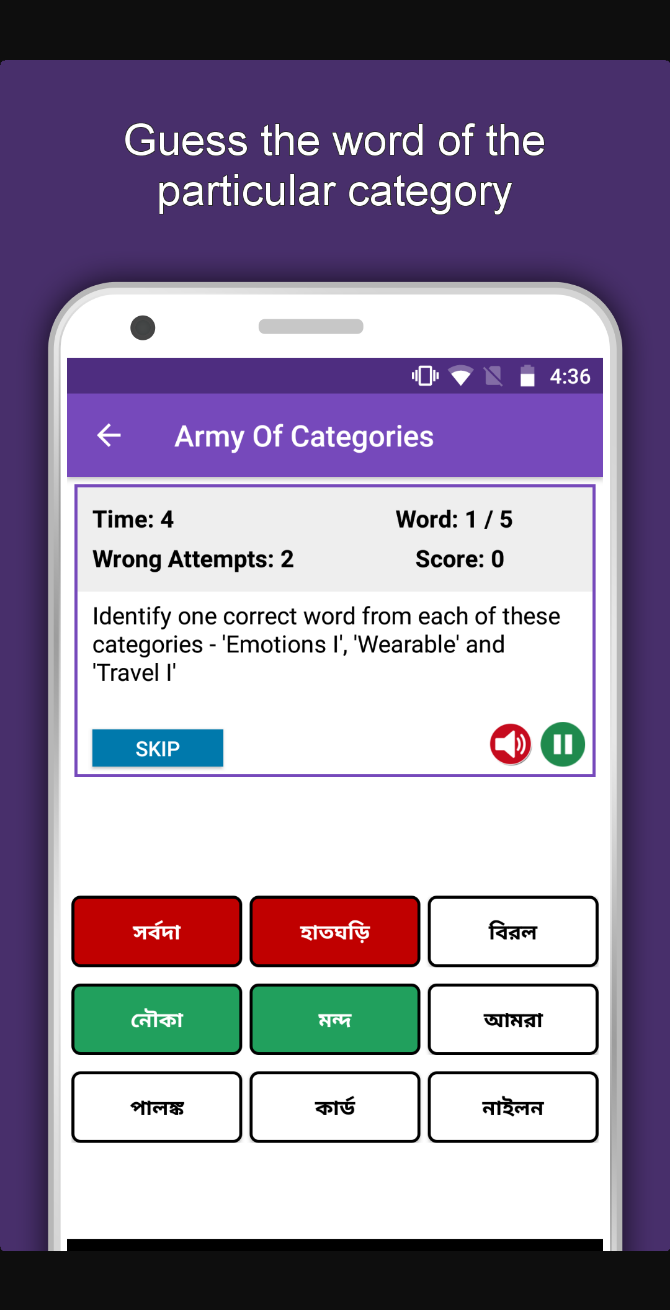 Guess the word of the
particular category
4:36
Army Of Categories
Time: 4 Word: 1 / 5
Wrong Attempts: 2 Score: 0
Identify one correct word from each of these
categories - 'Emotions I', 'Wearable' and
'Travel I'
SKIP
সর্বদা হাতঘড়ি বিরল
নৌকা মন্দ আমরা
পালঙ্ক কার্ড নাইলন